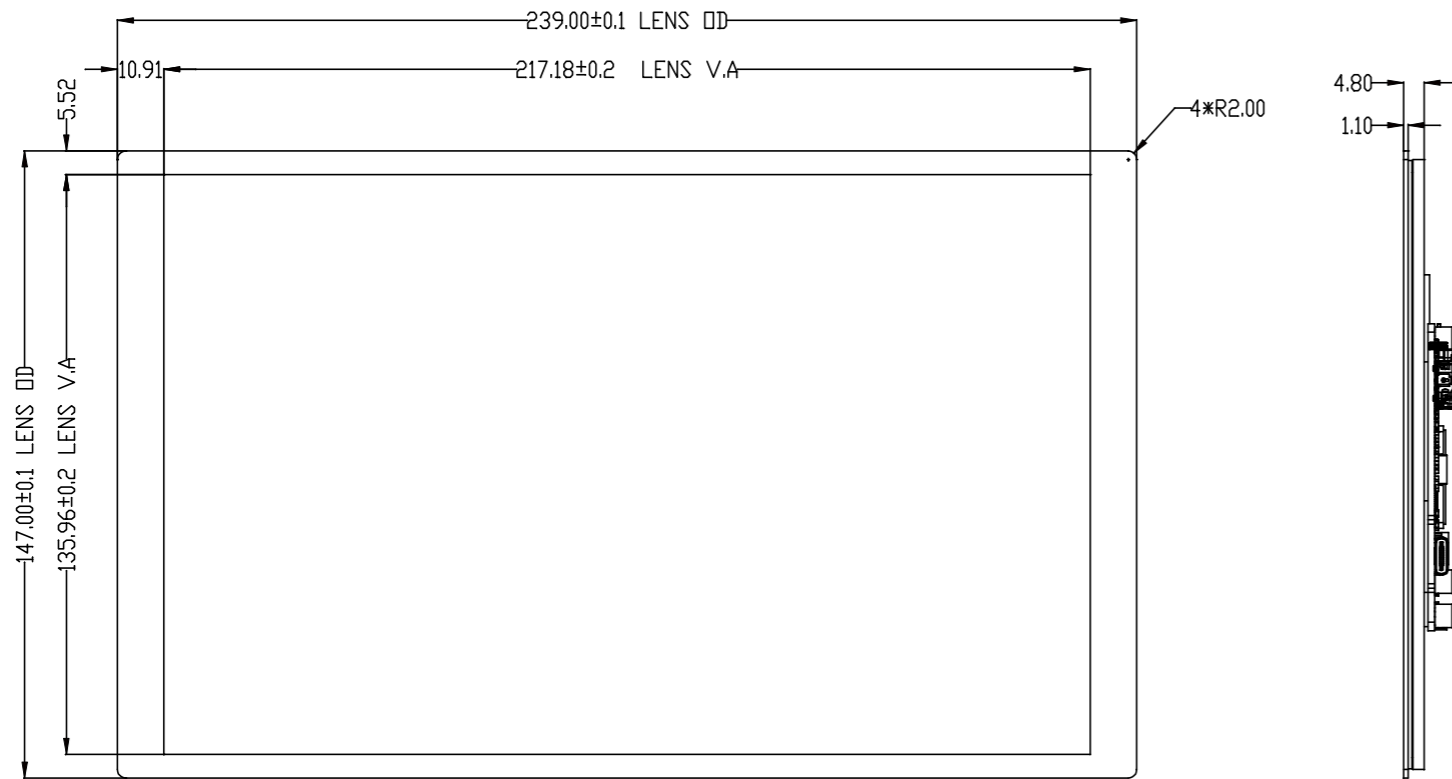 239.00±0.1 LENS OD
10.91
217.18±0.2 LENS V.A
5.52
4*R2.00
4.80
1.10
147.00±0.1 LENS OD
135.96±0.2 LENS V.A